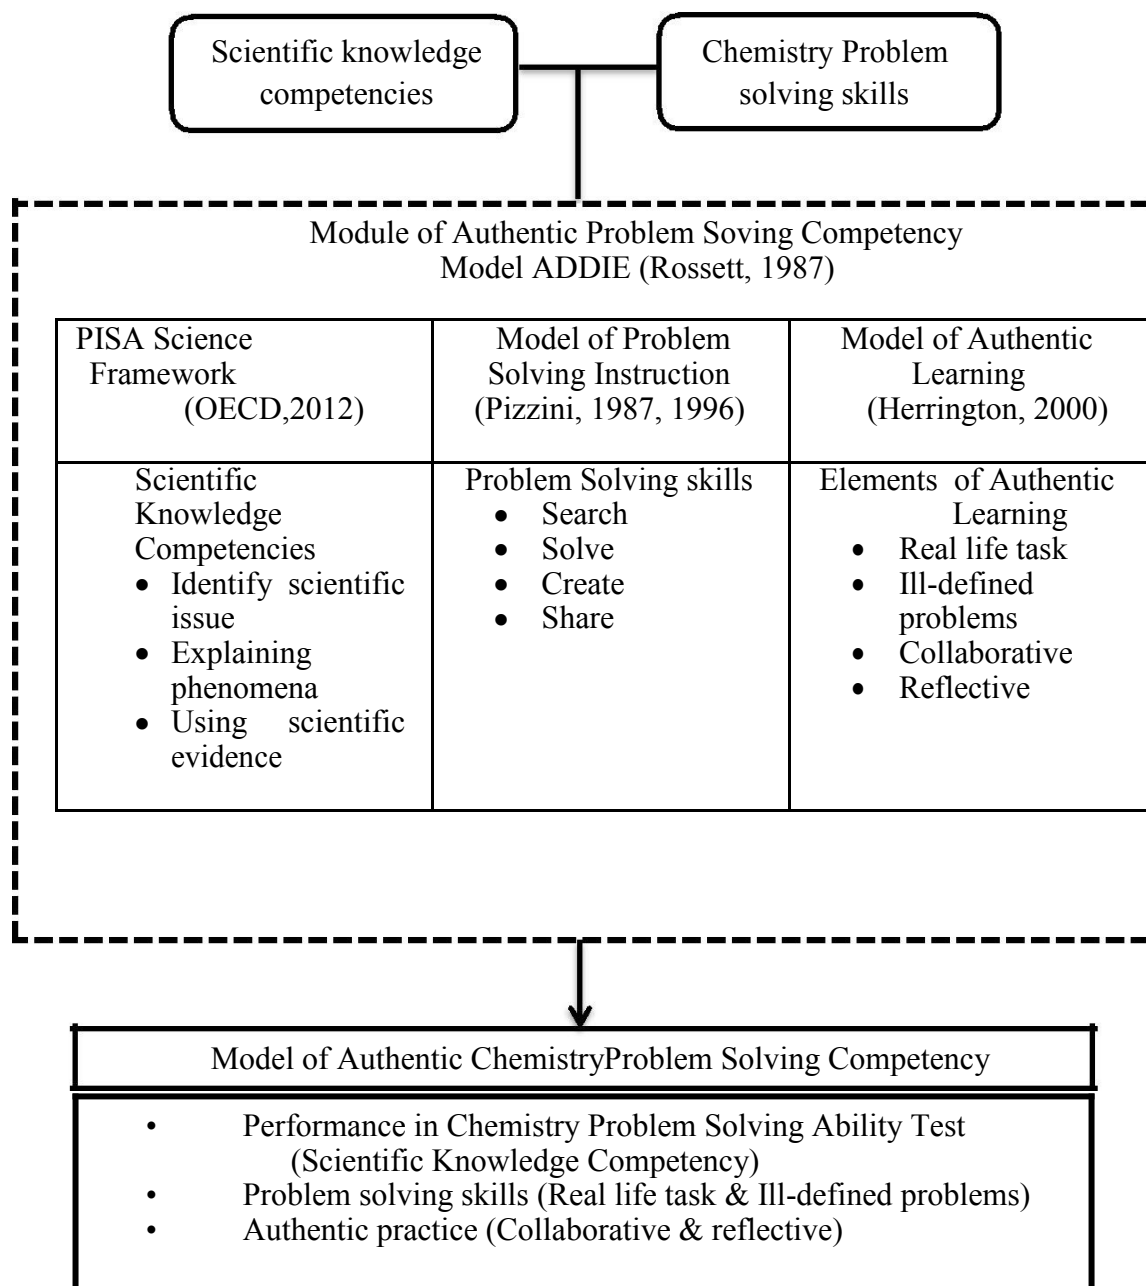 Scientific knowledge
competencies
Chemistry Problem
solving skills
Module of Authentic Problem Soving Competency
Model ADDIE (Rossett, 1987)
PISA Science
Framework
(OECD,2012)
Model of Problem
Solving Instruction
(Pizzini, 1987, 1996)
Model of Authentic
Learning
(Herrington, 2000)
Scientific
Knowledge
Competencies
• Identify scientific
issue
• Explaining
phenomena
• Using scientific
evidence
Problem Solving skills
• Search
• Solve
• Create
• Share
Elements of Authentic
Learning
• Real life task
• Ill-defined
problems
• Collaborative
• Reflective
Model of Authentic ChemistryProblem Solving Competency
• Performance in Chemistry Problem Solving Ability Test
(Scientific Knowledge Competency)
• Problem solving skills (Real life task & Ill-defined problems)
• Authentic practice (Collaborative & reflective)